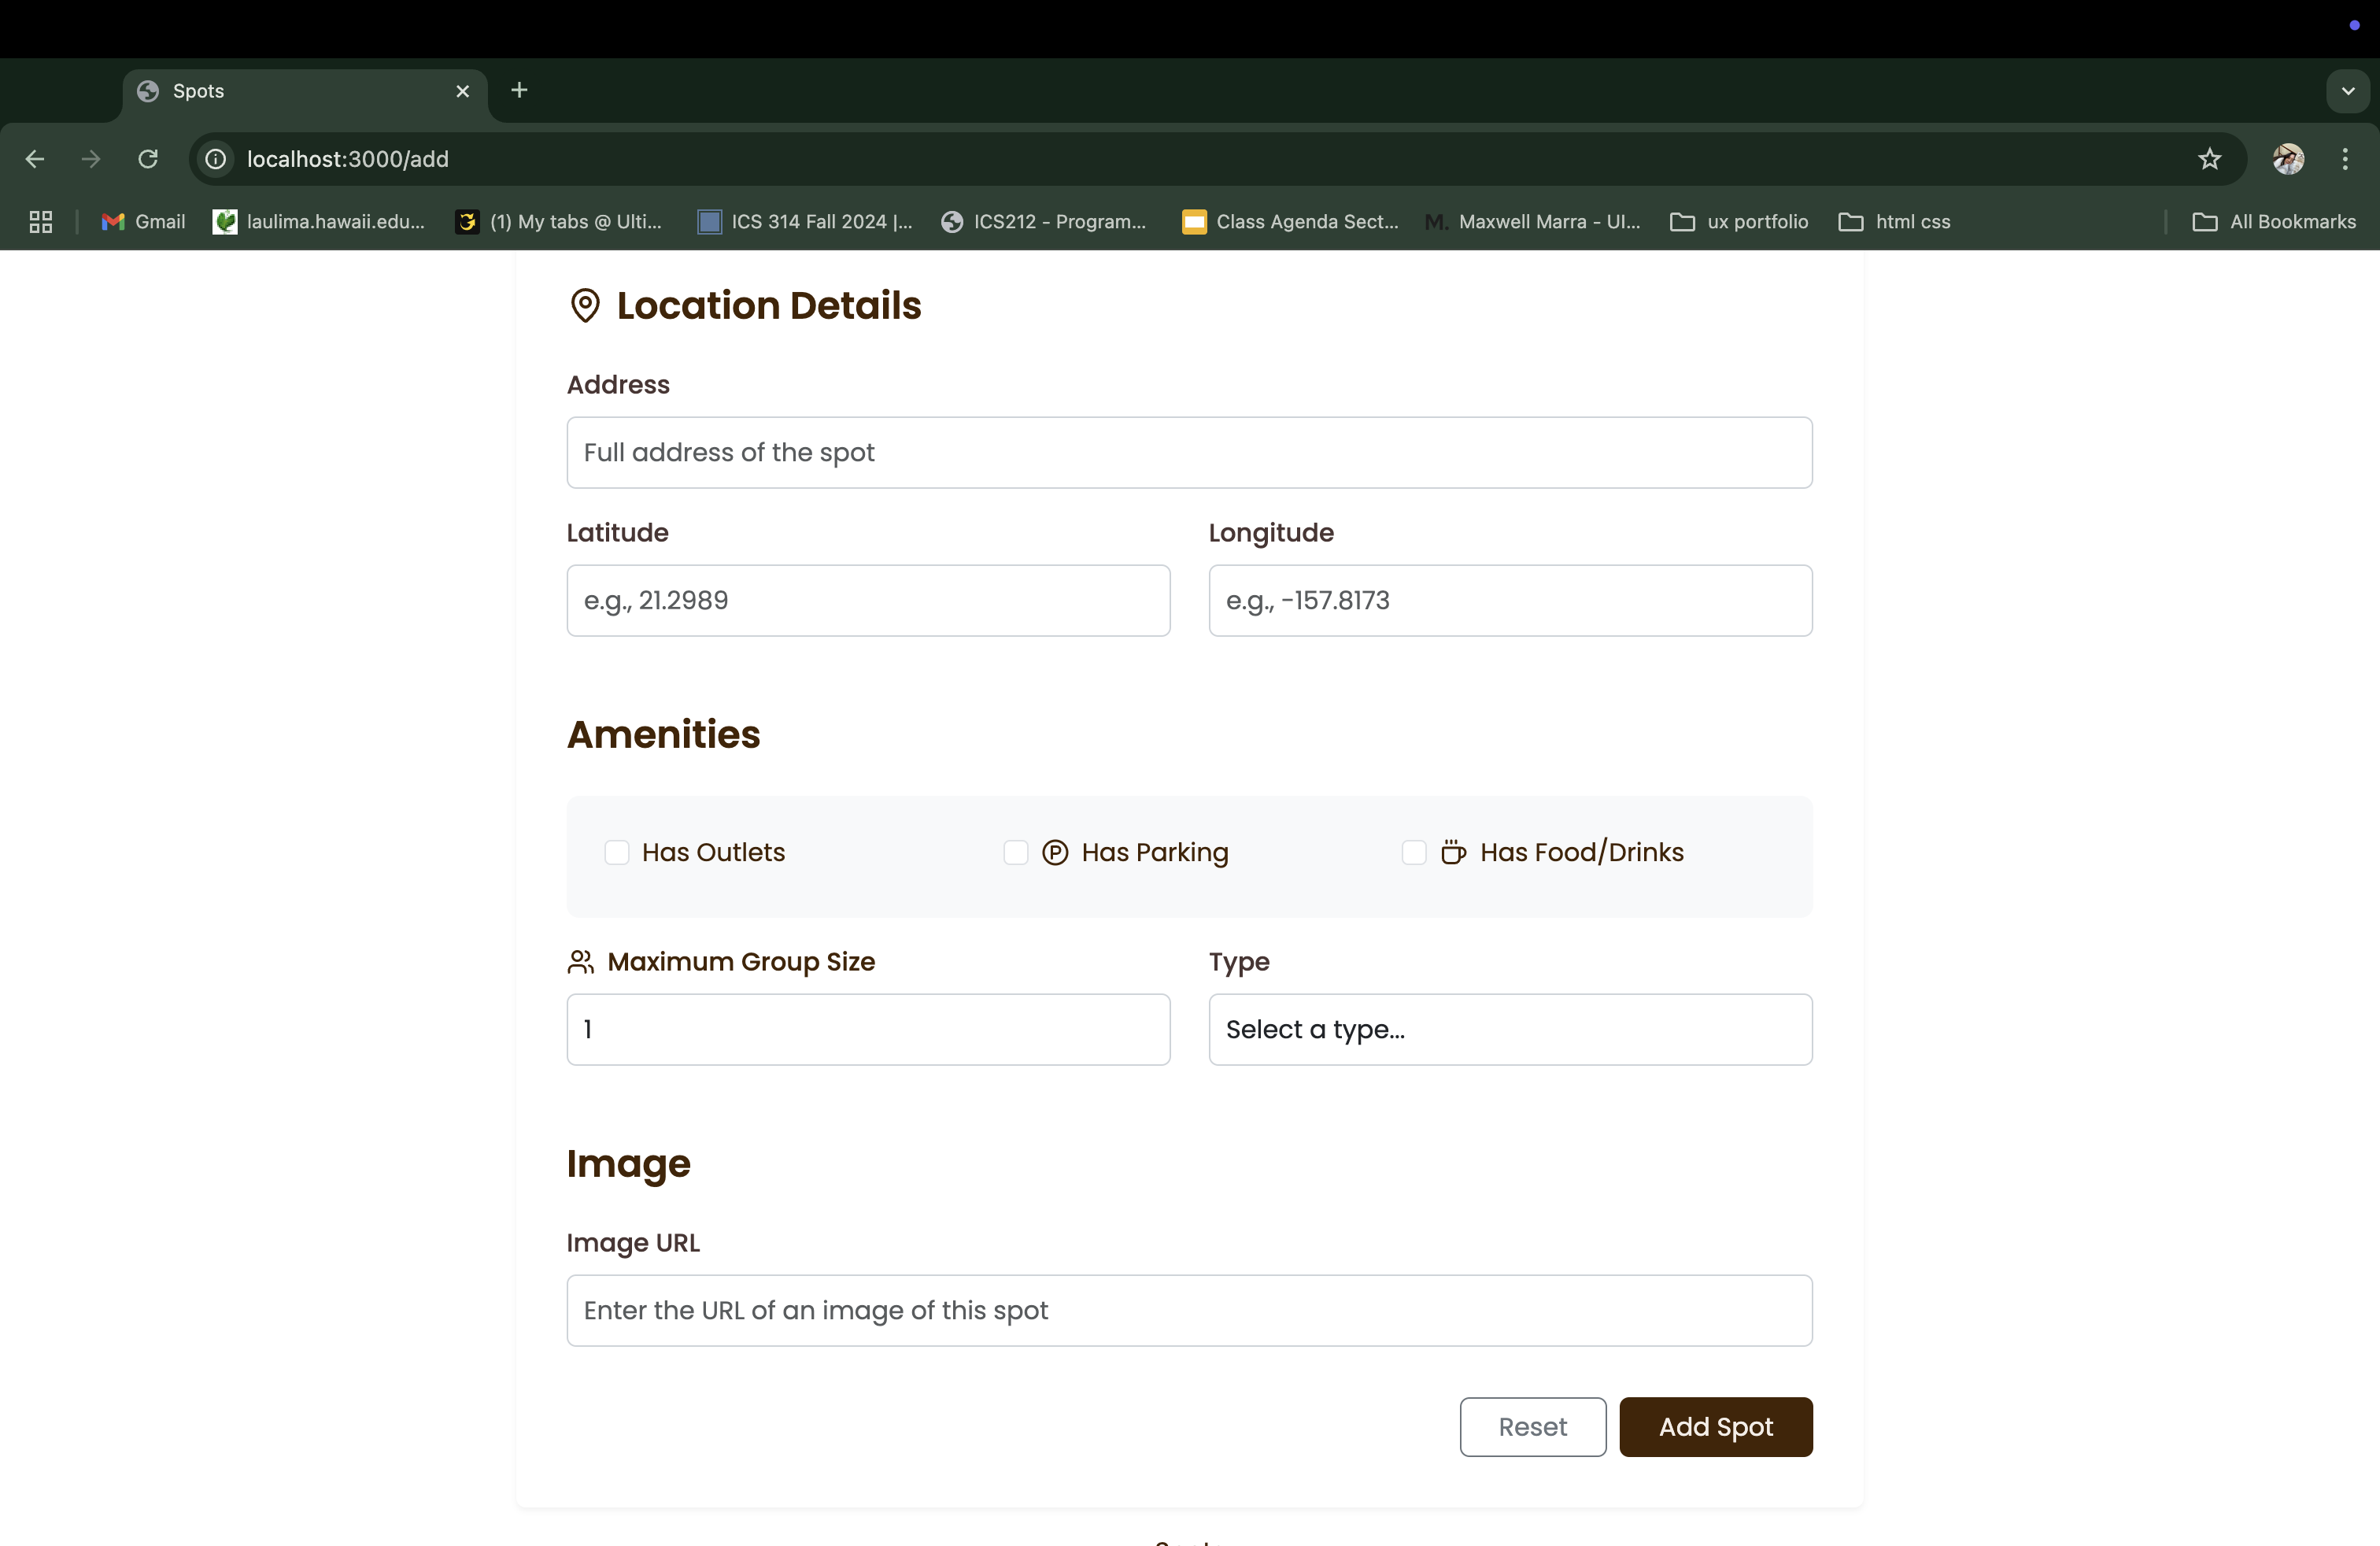 Spots
localhost:3000/add
Gmail
laulima.hawaii.edu...
(1) My tabs @ Ulti...
ICS 314 Fall 2024 |...
ICS212 - Program...
Class Agenda Sect...
M. Maxwell Marra - UI...
ux portfolio
html css
All Bookmarks
Location Details
Address
Full address of the spot
Latitude
Longitude
e.g., 21.2989
e.g., -157.8173
Amenities
Has Outlets
P Has Parking
Has Food/Drinks
Maximum Group Size
Type
1
Select a type...
Image
Image URL
Enter the URL of an image of this spot
Reset
Add Spot